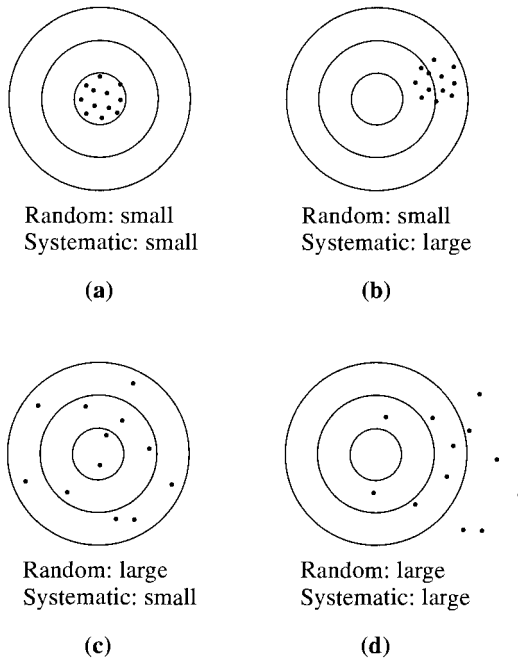 Random: small
Systematic: small
(a)
Random: small
Systematic: large
(b)
Random: large
Systematic: small
(c)
Random: large
Systematic: large
(d)